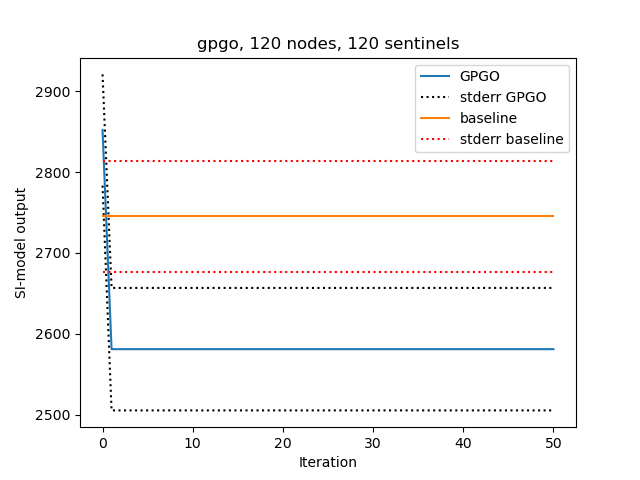 gpgo, 120 nodes, 120 sentinels
GPGO
stderr GPGO
baseline
stderr baseline
2900
2800
2700
2600
2500
SI-model output
0 10 20 30 40 50
Iteration